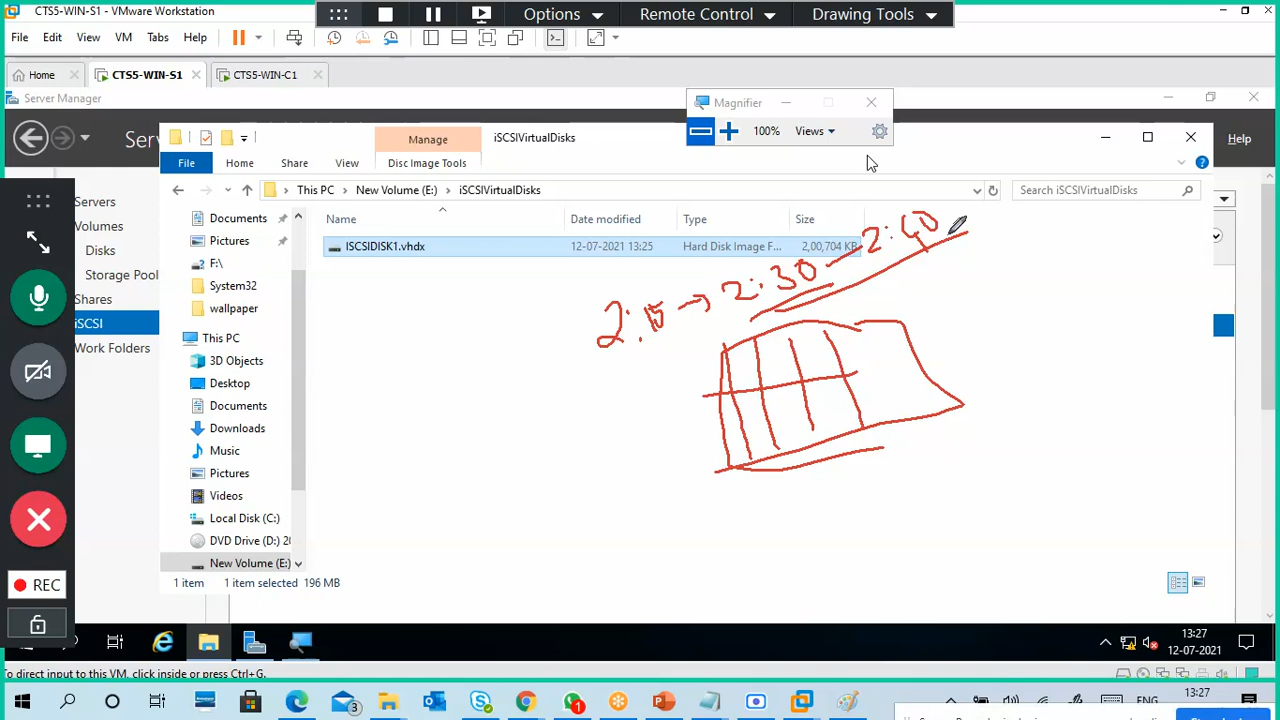 CTS5-WIN-S1 - VMware Workstation
Options
Remote Control
Drawing Tools
File Edit View VM Tabs Help
Home
CTS5-WIN-S1
CTS5-WIN-C1
Server Manager
Magnifier
100% Views
Serv
Manage
iSCSIVirtualDisks
Help
File Home Share View Disc Image Tools
This PC New Volume (E:) iSCSIVirtualDisks
Search iSCSIVirtualDisks
Servers
Volumes
Disks
Storage Pool
Shares
iSCSI
Work Folders
Documents
Pictures
F:\
System32
wallpaper
This PC
3D Objects
Desktop
Documents
Downloads
Music
Pictures
Videos
Local Disk (C:)
DVD Drive (D:) 20
New Volume (E:)
Name Date modified Type Size
ISCSIDISK1.vhdx 12-07-2021 13:25 Hard Disk Image F... 2,00,704 KB
2:15 → 2:30 — 2:40
1 item 1 item selected 196 MB
REC
13:27
12-07-2021
To direct input to this VM, click inside or press Ctrl+G.
3
1
ENG
13:27